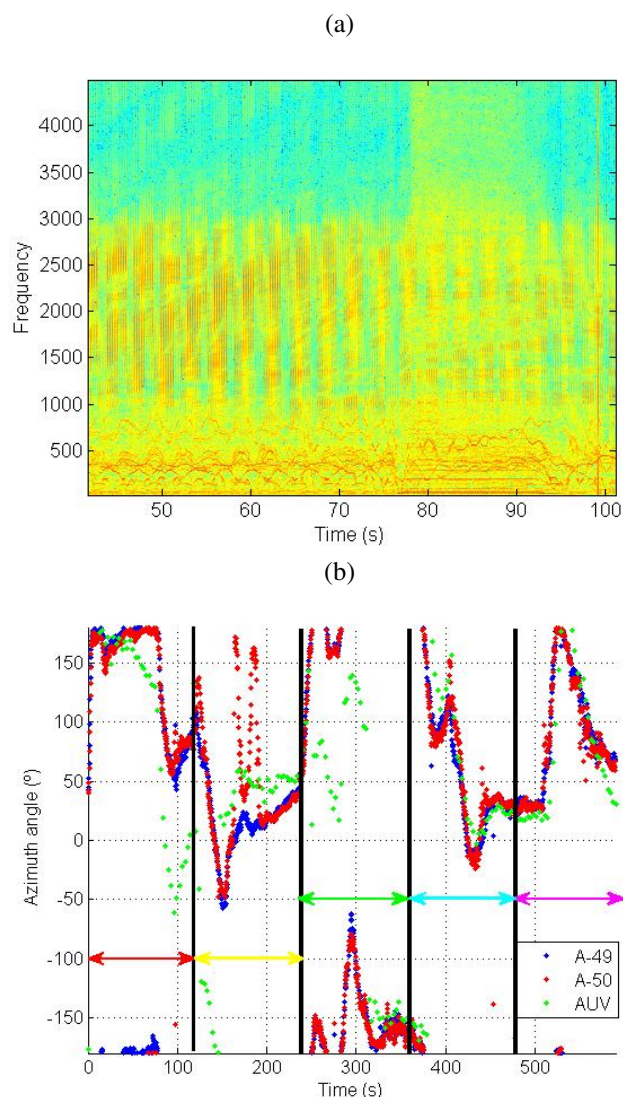 (a)
4000
3500
3000
2500
2000
1500
1000
500
Frequency
50 60 70 80 90 100
Time (s)
(b)
150
100
50
0
-50
-100
-150
Azimuth angle (º)
A-49
A-50
AUV
0 100 200 300 400 500
Time (s)